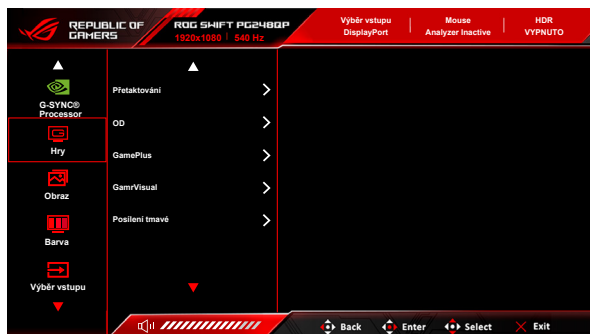 REPUBLIC OF
GAMERS
ROG SWIFT PG248QP
1920x1080 | 540 Hz
Výběr vstupu
DisplayPort
Mouse
Analyzer Inactive
HDR
VYPNUTO
G-SYNC®
Processor
Hry
Obraz
Barva
Výběr vstupu
Přetaktování
OD
GamePlus
GamrVisual
Posílení tmavé
Back
Enter
Select
Exit